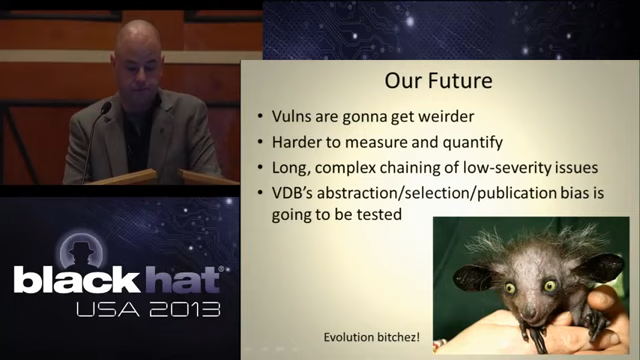 Our Future
• Vulns are gonna get weirder
• Harder to measure and quantify
• Long, complex chaining of low-severity issues
• VDB's abstraction/selection/publication bias is
going to be tested
Evolution bitchez!
black hat®
USA 2013